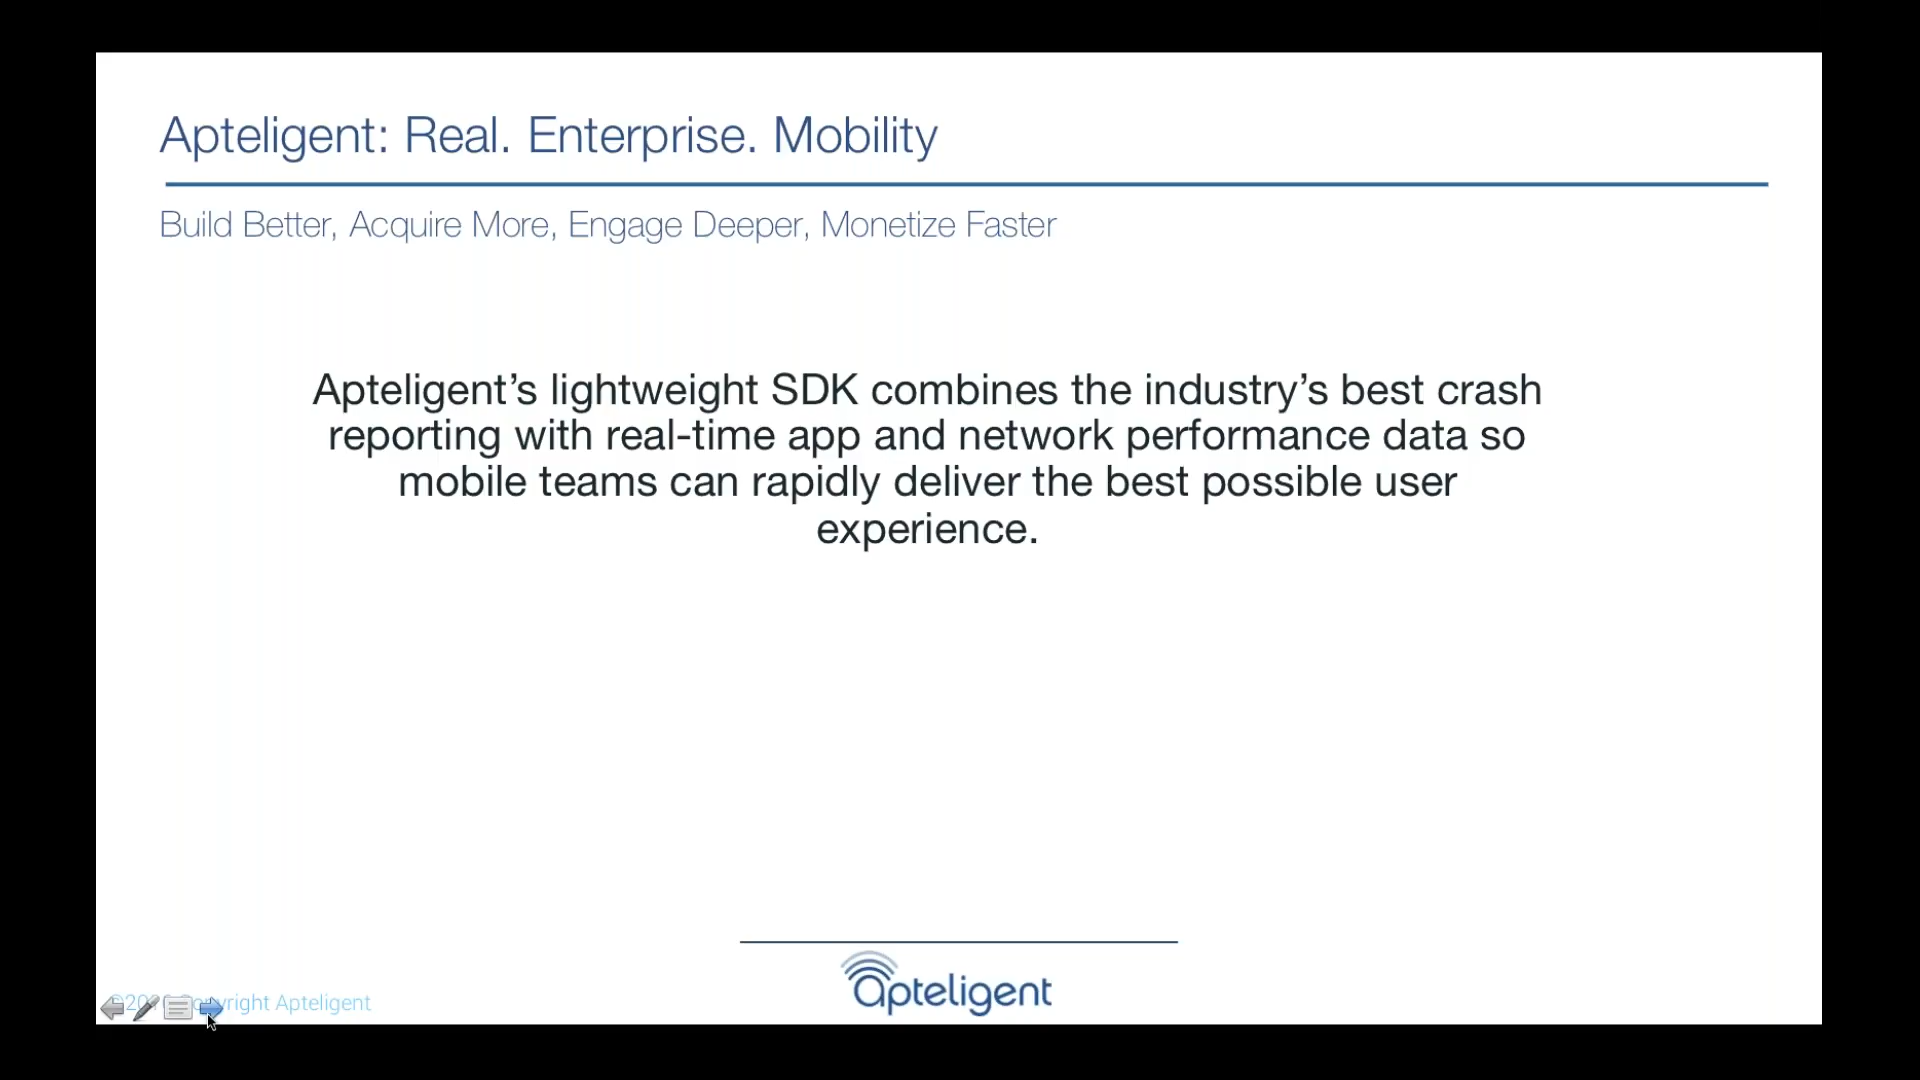 Apteligent: Real. Enterprise. Mobility
Build Better, Acquire More, Engage Deeper, Monetize Faster
Apteligent’s lightweight SDK combines the industry’s best crash
reporting with real-time app and network performance data so
mobile teams can rapidly deliver the best possible user
experience.
apteligent
Apteligent